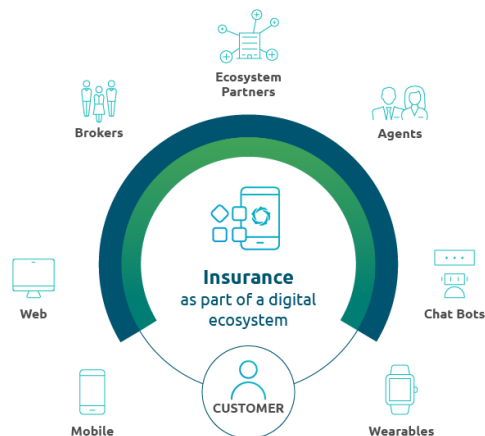 Ecosystem
Partners
Brokers
Agents
Insurance
as part of a digital
ecosystem
Web
Chat Bots
CUSTOMER
Mobile
Wearables